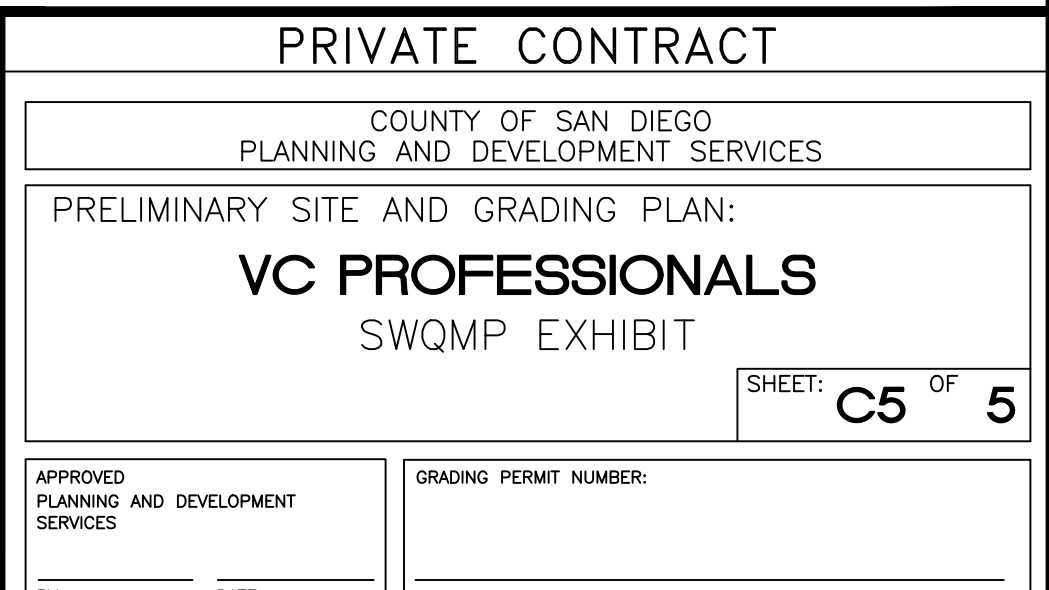 PRIVATE CONTRACT
COUNTY OF SAN DIEGO
PLANNING AND DEVELOPMENT SERVICES
PRELIMINARY SITE AND GRADING PLAN:
VC PROFESSIONALS
SWQMP EXHIBIT
SHEET: C5 OF 5
APPROVED
PLANNING AND DEVELOPMENT
SERVICES
GRADING PERMIT NUMBER: